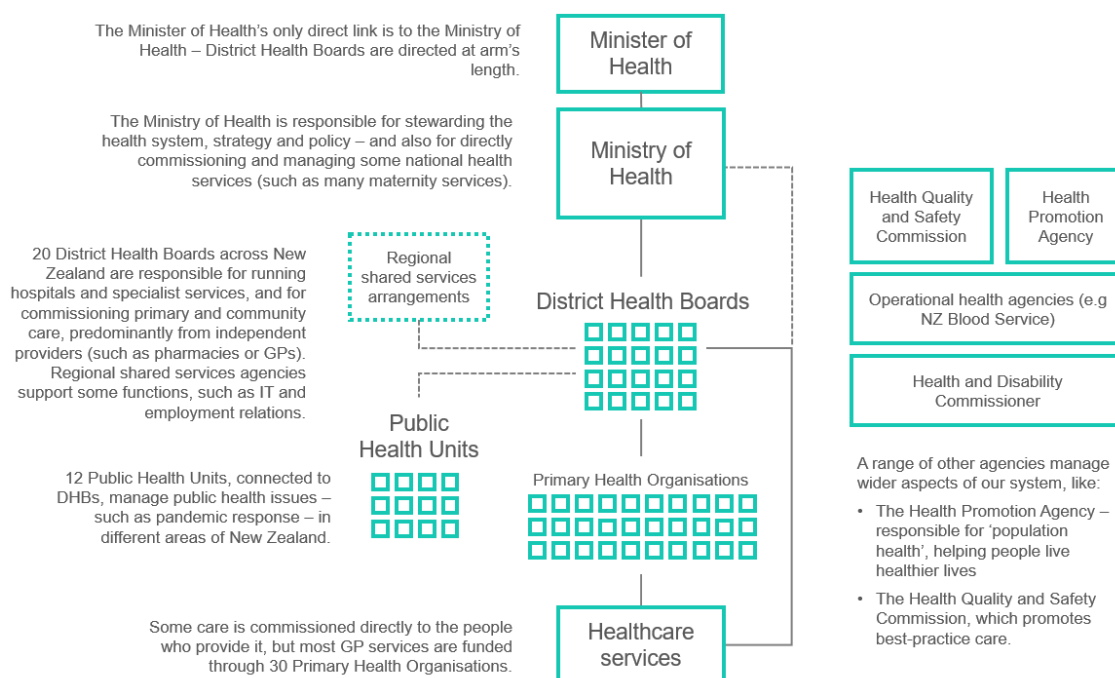 The Minister of Health's only direct link is to the Ministry of
Health – District Health Boards are directed at arm's
length.
Minister of
Health
The Ministry of Health is responsible for stewarding the
health system, strategy and policy – and also for directly
commissioning and managing some national health
services (such as many maternity services).
Ministry of
Health
Health Quality
and Safety
Commission
Health
Promotion
Agency
20 District Health Boards across New
Zealand are responsible for running
hospitals and specialist services, and for
commissioning primary and community
care, predominantly from independent
providers (such as pharmacies or GPs).
Regional shared services agencies
support some functions, such as IT and
employment relations.
Regional
shared services
arrangements
District Health Boards
Operational health agencies (e.g
NZ Blood Service)
Health and Disability
Commissioner
Public
Health Units
12 Public Health Units, connected to
DHBs, manage public health issues –
such as pandemic response – in
different areas of New Zealand.
Primary Health Organisations
A range of other agencies manage
wider aspects of our system, like:
• The Health Promotion Agency –
responsible for 'population
health', helping people live
healthier lives
• The Health Quality and Safety
Commission, which promotes
best-practice care.
Some care is commissioned directly to the people
who provide it, but most GP services are funded
through 30 Primary Health Organisations.
Healthcare
services